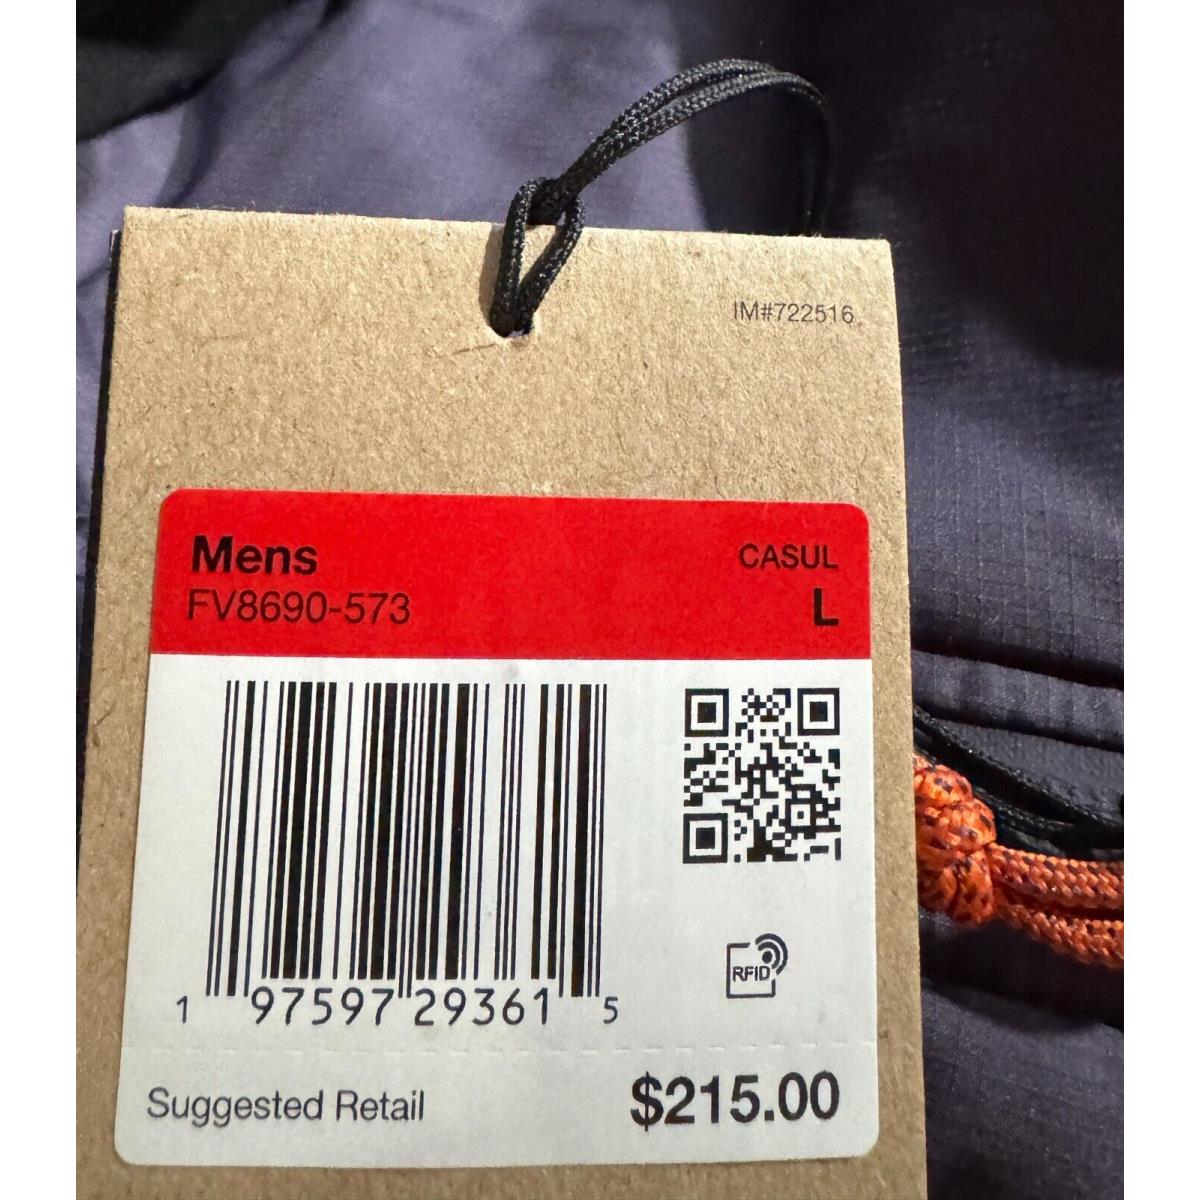 IM#722516
Mens
CASUL
FV8690-573
L
RFID
1 97597 29361 5
Suggested Retail
$215.00